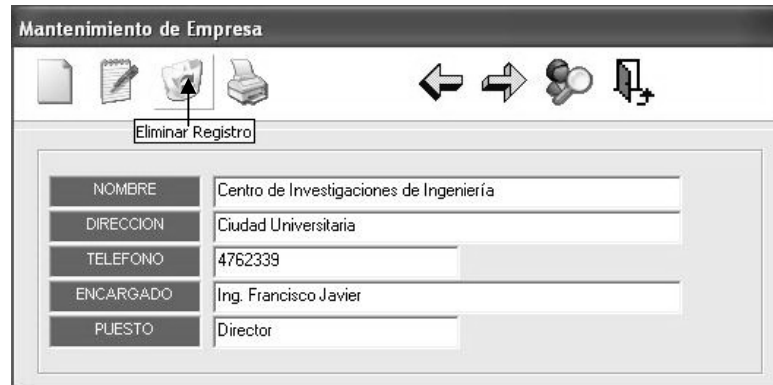 Mantenimiento de Empresa
Eliminar Registro
NOMBRE Centro de Investigaciones de Ingeniería
DIRECCION Ciudad Universitaria
TELEFONO 4762339
ENCARGADO Ing. Francisco Javier
PUESTO Director